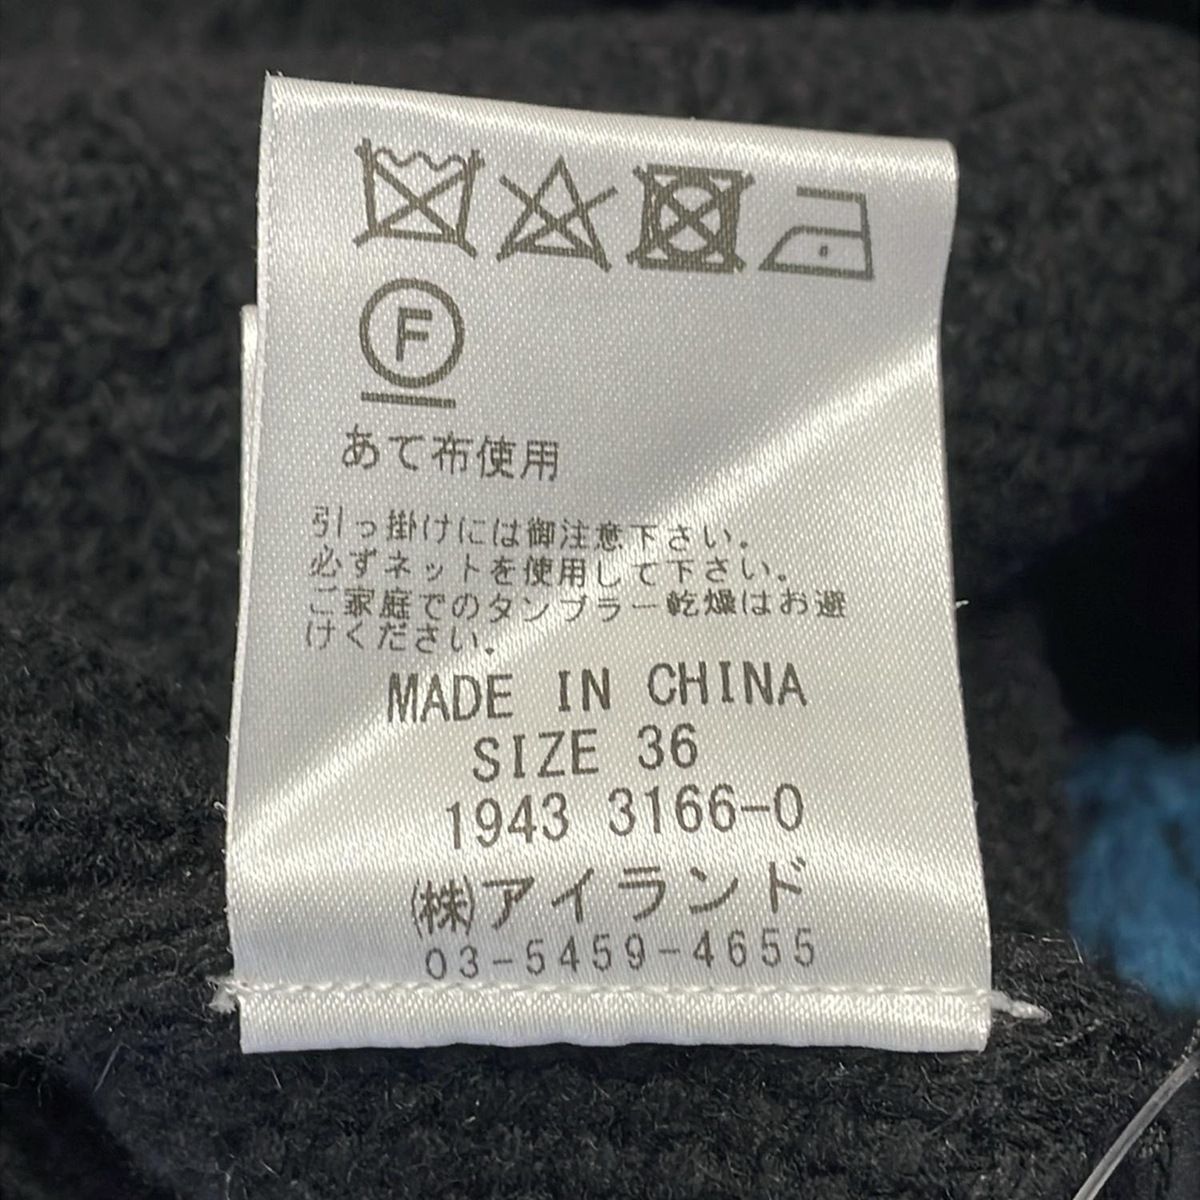 F
あて布使用
引っ掛けには御注意下さい。
必ずネットを使用して下さい。
ご家庭でのタンブラー乾燥はお避
けください。
MADE IN CHINA
SIZE 36
1943 3166-0
(株)アイランド
03-5459-4655